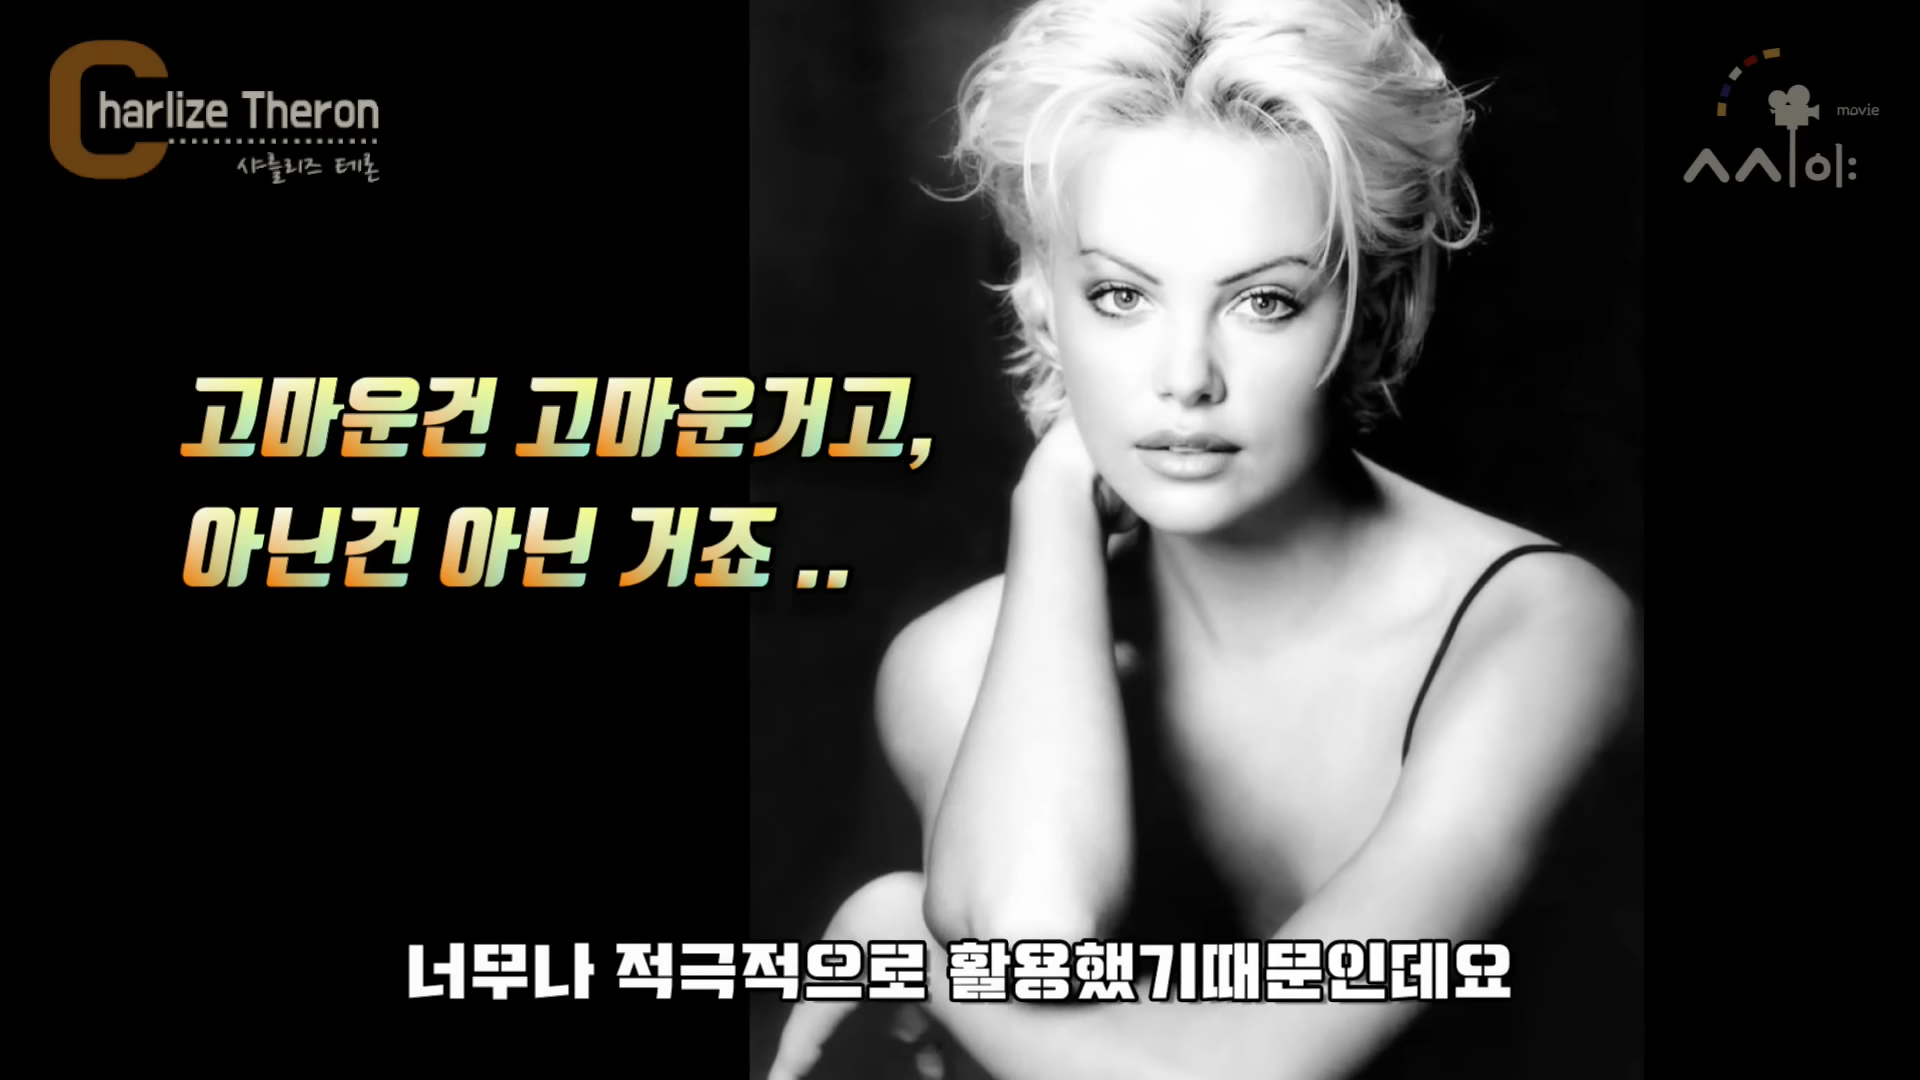 Charlize Theron
샤를리즈 테론
movie
ㅅㅅㅣ이:
고마운건 고마운거고,
아닌건 아닌 거죠 ..
너무나 적극적으로 활용했기때문인데요